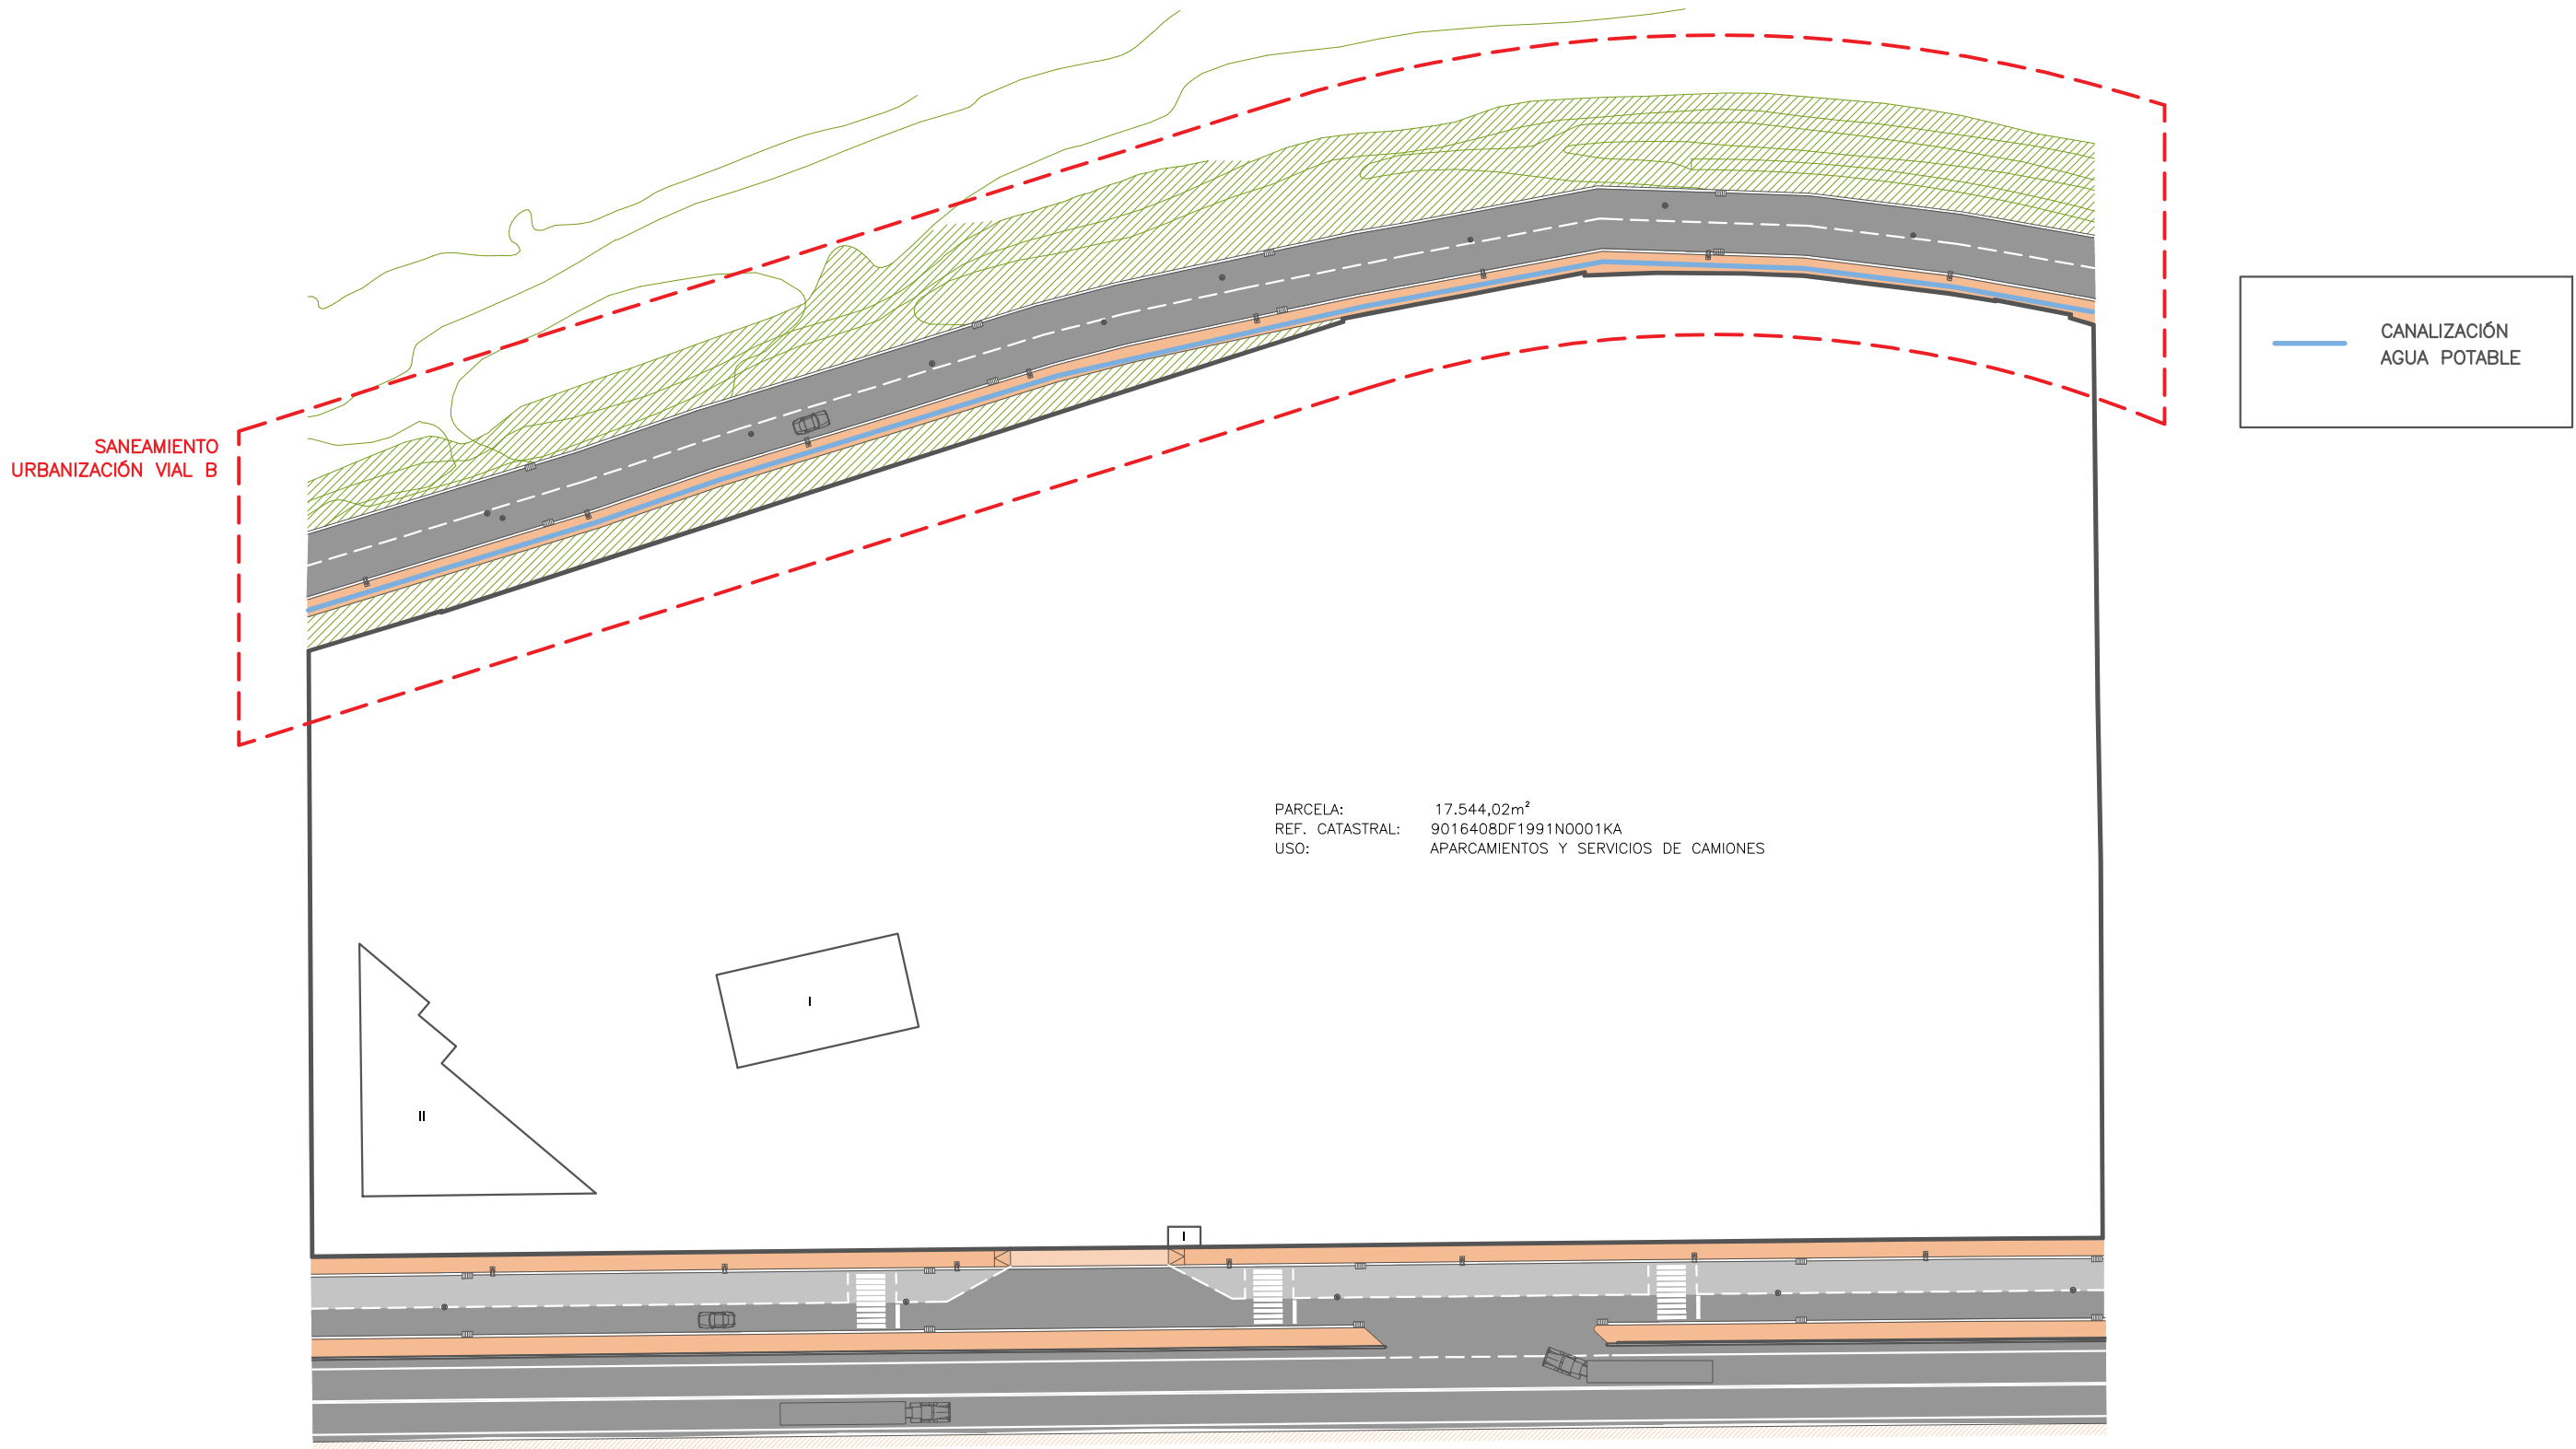 SANEAMIENTO
URBANIZACIÓN VIAL B
CANALIZACIÓN
AGUA POTABLE
PARCELA: 17.544,02m²
REF. CATASTRAL: 9016408DF1991N0001KA
USO: APARCAMIENTOS Y SERVICIOS DE CAMIONES
I
II
I